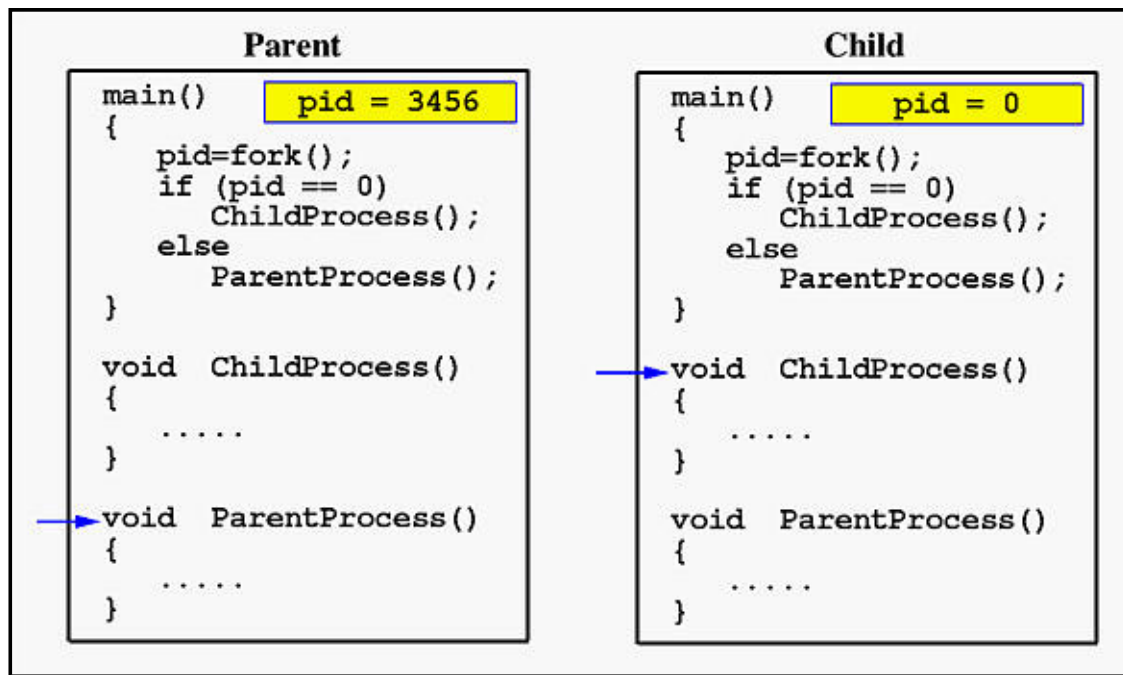 Parent
main()
pid = 3456
{
pid=fork();
if (pid == 0)
ChildProcess();
else
ParentProcess();
}
void ChildProcess()
{
.....
}
void ParentProcess()
{
.....
}
Child
main()
pid = 0
{
pid=fork();
if (pid == 0)
ChildProcess();
else
ParentProcess();
}
void ChildProcess()
{
.....
}
void ParentProcess()
{
.....
}